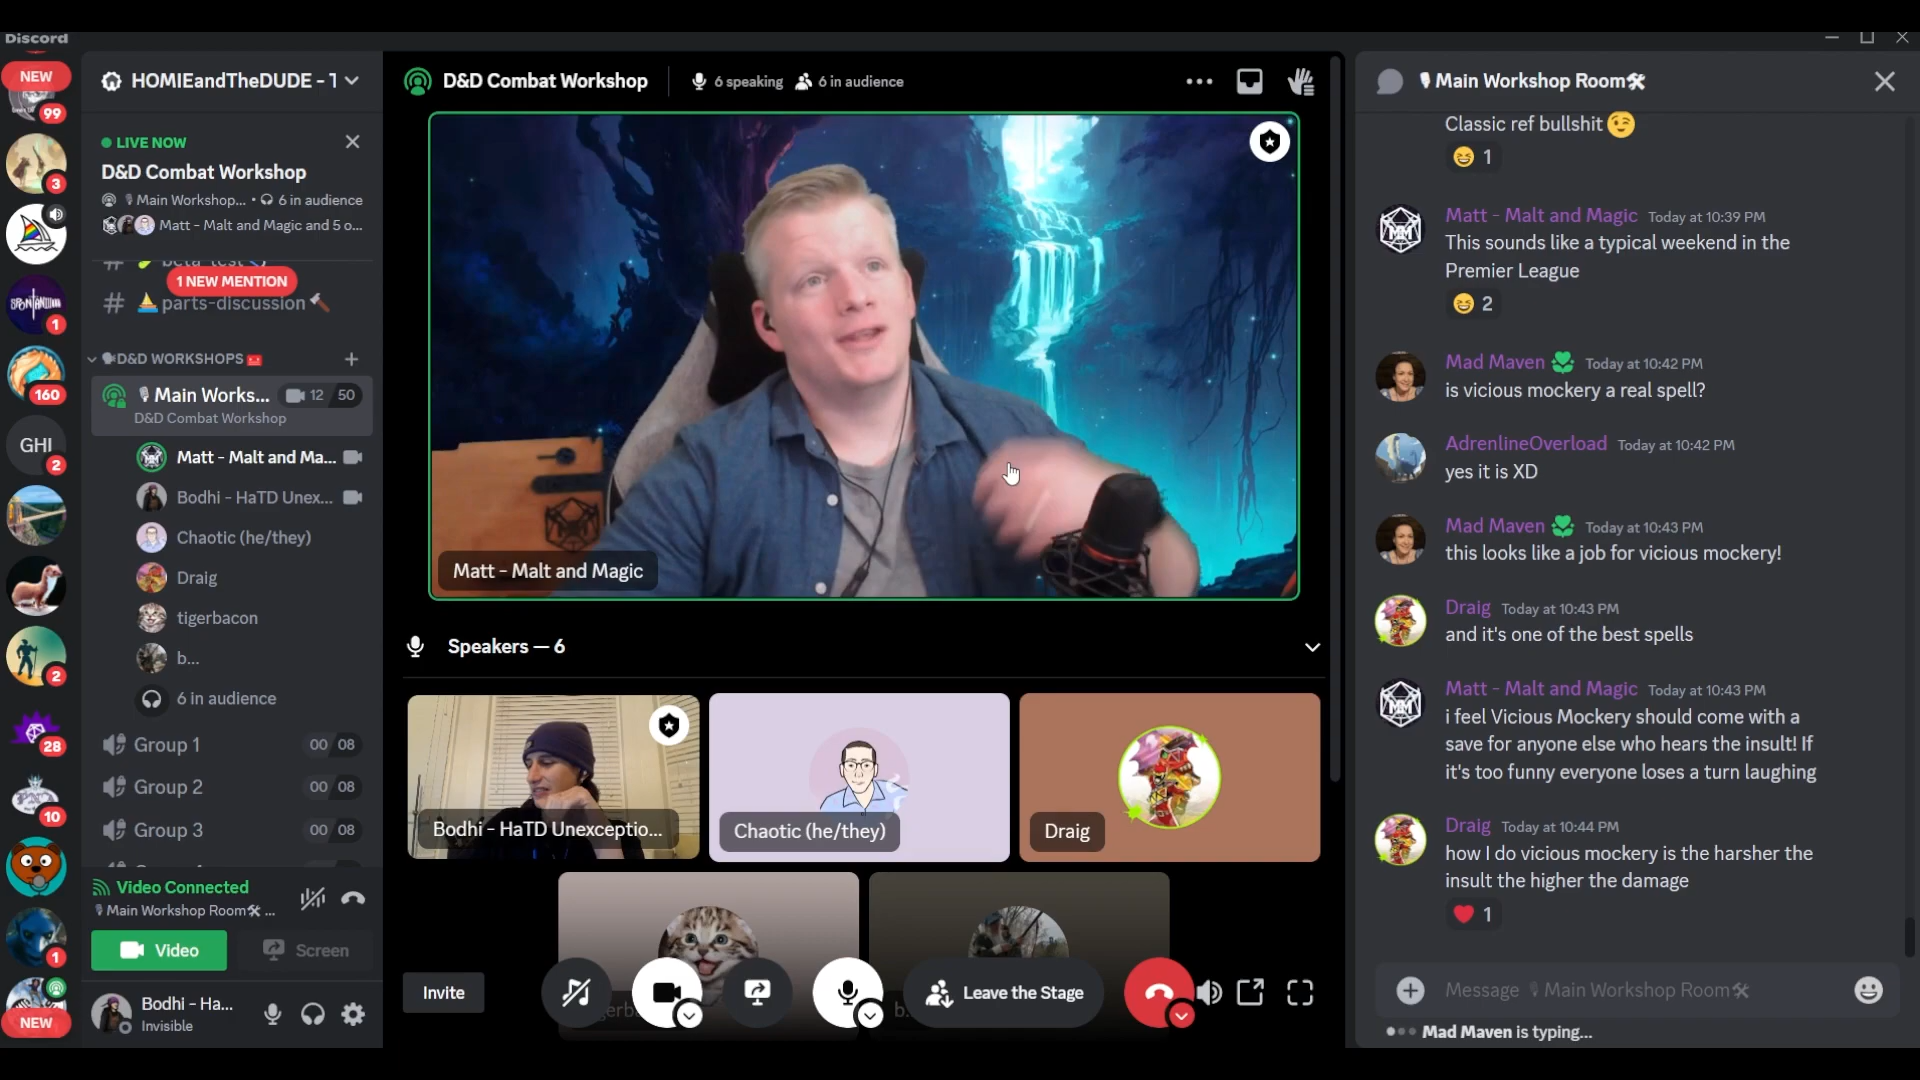 Discord
NEW
99
3
1
160
GHI
2
2
28
10
1
NEW
HOMIEandTheDUDE - T
LIVE NOW
D&D Combat Workshop
Main Workshop... • 6 in audience
Matt - Malt and Magic and 5 o...
1 NEW MENTION
# parts-discussion
D&D WORKSHOPS
Main Works... 12 50
D&D Combat Workshop
Matt - Malt and Ma...
Bodhi - HaTD Unex...
Chaotic (he/they)
Draig
tigerbacon
b...
6 in audience
Group 1 00 08
Group 2 00 08
Group 3 00 08
Video Connected
Main Workshop Room ...
Video Screen
Bodhi - Ha...
Invisible
D&D Combat Workshop 6 speaking 6 in audience
Matt - Malt and Magic
Speakers — 6
Bodhi - HaTD Unexceptio...
Chaotic (he/they)
Draig
Invite
Leave the Stage
Main Workshop Room
Classic ref bullshit
1
Matt - Malt and Magic Today at 10:39 PM
This sounds like a typical weekend in the
Premier League
2
Mad Maven Today at 10:42 PM
is vicious mockery a real spell?
AdrenlineOverload Today at 10:42 PM
yes it is XD
Mad Maven Today at 10:43 PM
this looks like a job for vicious mockery!
Draig Today at 10:43 PM
and it's one of the best spells
Matt - Malt and Magic Today at 10:43 PM
i feel Vicious Mockery should come with a
save for anyone else who hears the insult! If
it's too funny everyone loses a turn laughing
Draig Today at 10:44 PM
how I do vicious mockery is the harsher the
insult the higher the damage
1
Message Main Workshop Room
Mad Maven is typing...